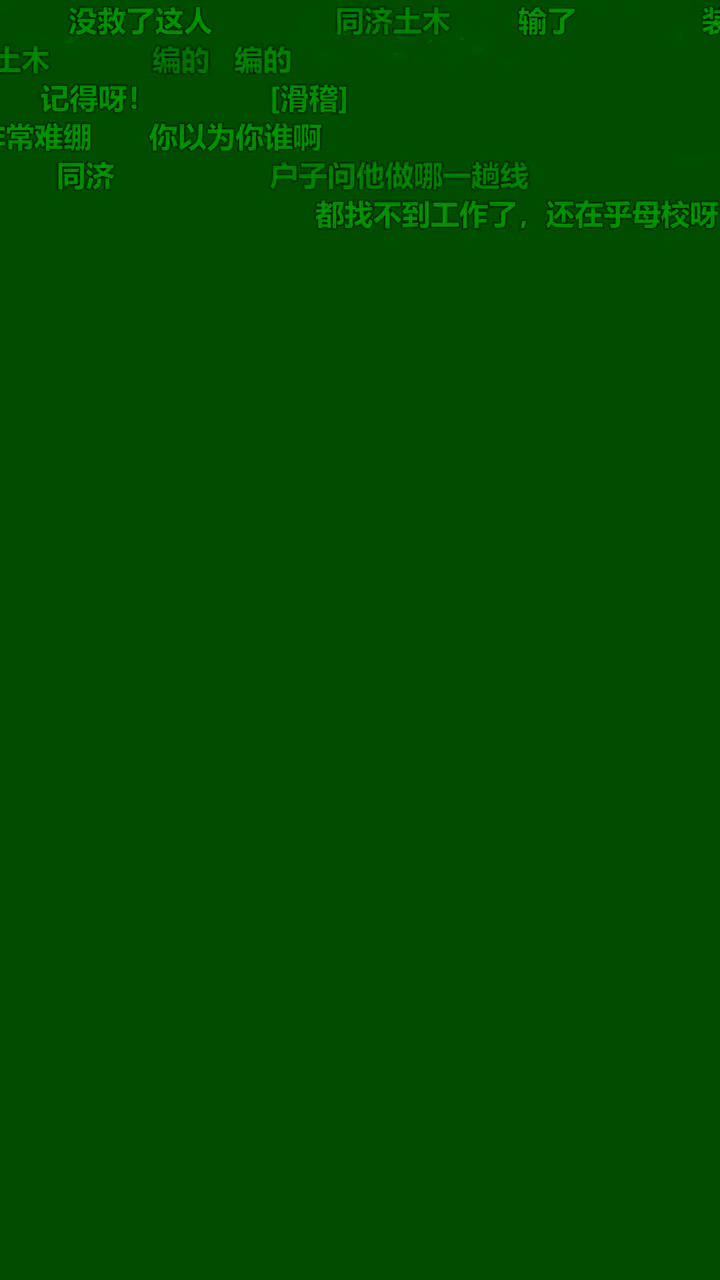 没救了这人 同济土木 输了 装
土木 编的 编的
记得呀！ [滑稽]
常难绷 你以为你谁啊
同济 户子问他做哪一趟线
都找不到工作了，还在乎母校呀